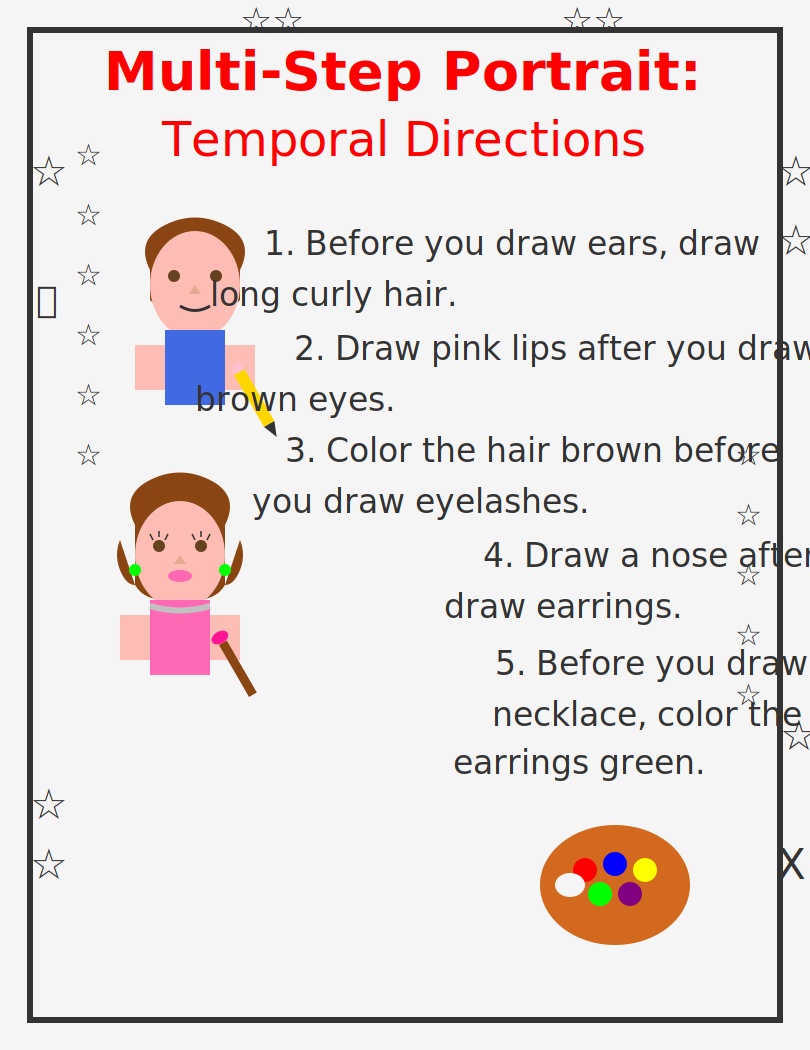 Multi-Step Portrait:
Temporal Directions
1. Before you draw ears, draw
long curly hair.
2. Draw pink lips after you draw
brown eyes.
3. Color the hair brown before
you draw eyelashes.
4. Draw a nose after
draw earrings.
5. Before you draw
necklace, color the
earrings green.
X